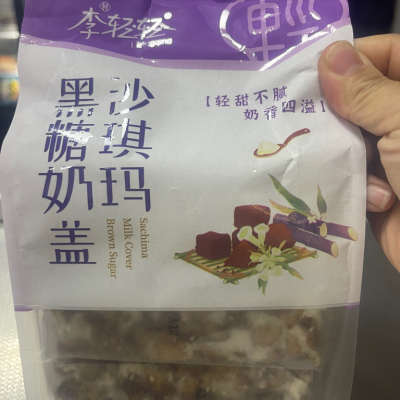 李轻轻
輕
【轻甜不腻
奶香四溢】
沙琪玛
黑糖奶盖
Sachima
Milk Cover
Brown Sugar